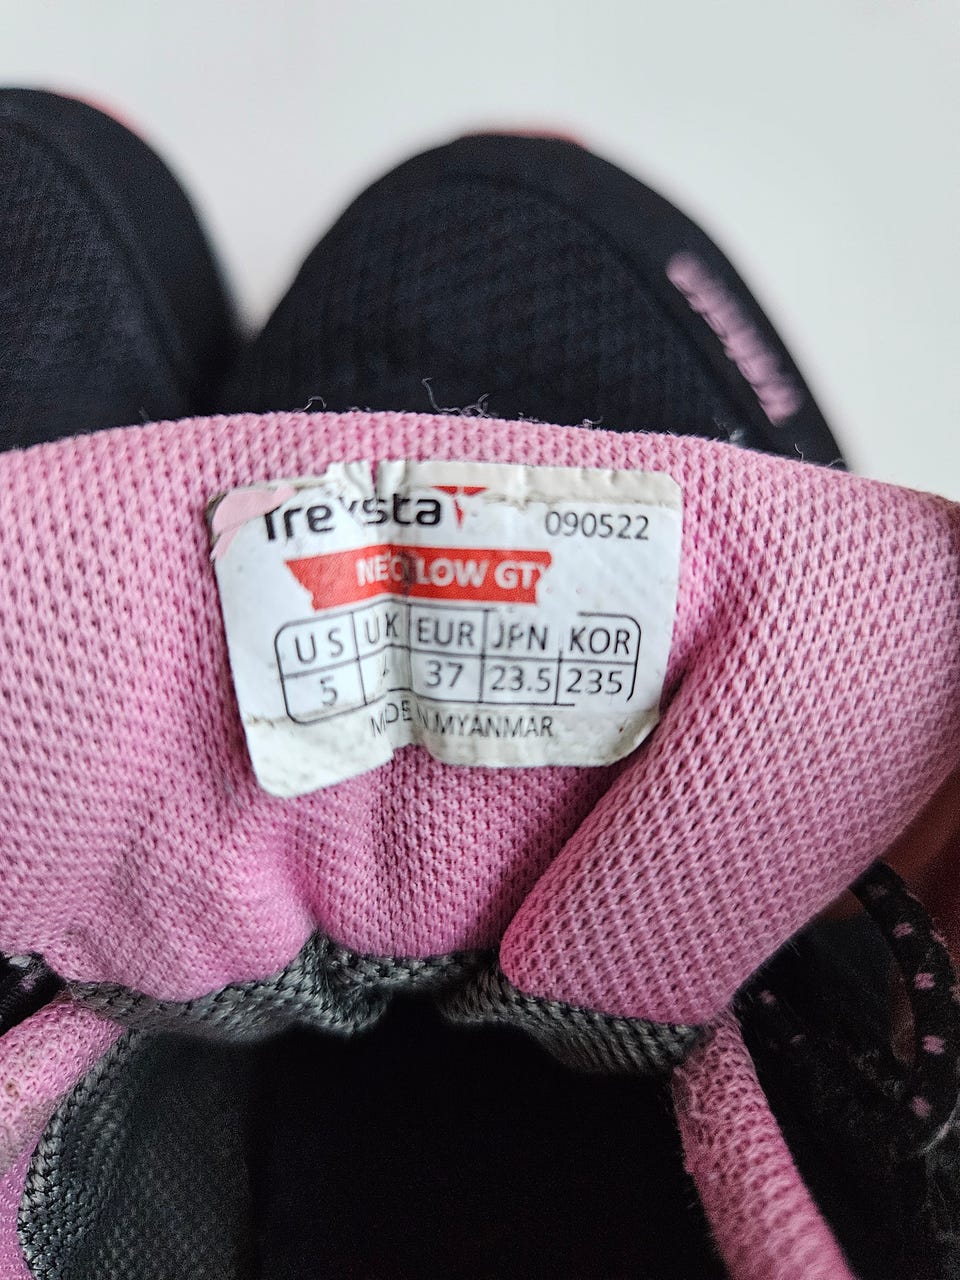 Treksta
090522
NEO LOW GTX
US UK EUR JPN KOR
5 4 37 23.5 235
MADE IN MYANMAR